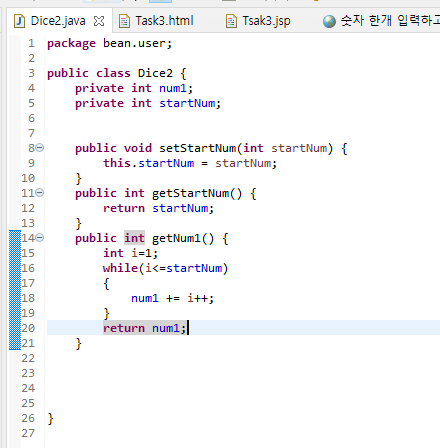 Dice2.java Task3.html Tsak3.jsp 숫자 한개 입력하고
1 package bean.user;
2
3 public class Dice2 {
4 private int num1;
5 private int startNum;
6
7
8 public void setStartNum(int startNum) {
9 this.startNum = startNum;
10 }
11 public int getStartNum() {
12 return startNum;
13 }
14 public int getNum1() {
15 int i=1;
16 while(i<=startNum)
17 {
18 num1 += i++;
19 }
20 return num1;
21 }
22
23
24
25
26 }
27